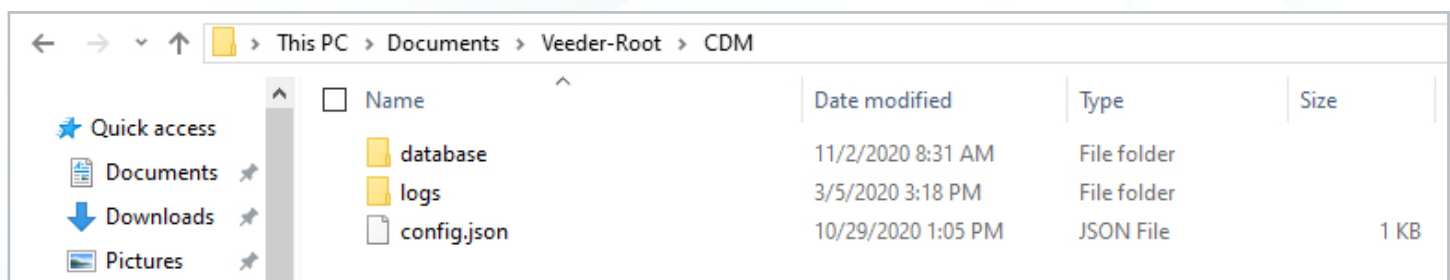 This PC > Documents > Veeder-Root > CDM
Name Date modified Type Size
Quick access
database 11/2/2020 8:31 AM File folder
Documents
logs 3/5/2020 3:18 PM File folder
Downloads
config.json 10/29/2020 1:05 PM JSON File 1 KB
Pictures